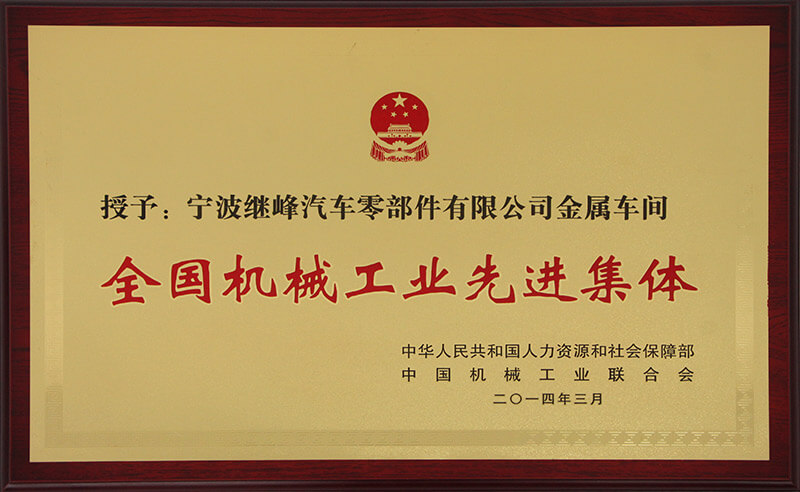 授予：宁波继峰汽车零部件有限公司金属车间
全国机械工业先进集体
中华人民共和国人力资源和社会保障部
中国机械工业联合会
二〇一四年三月